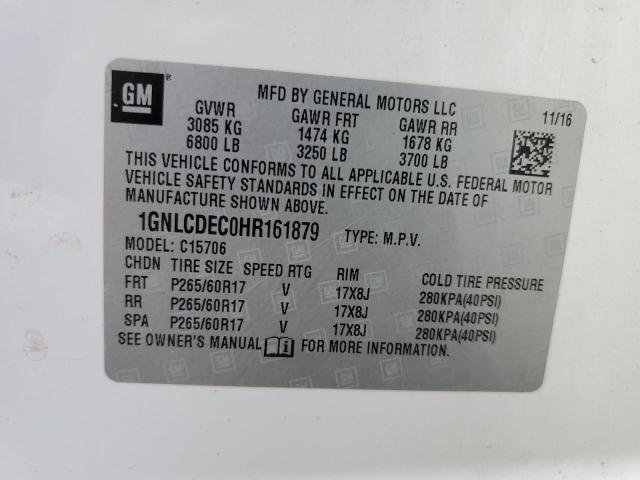 GM ® MFD BY GENERAL MOTORS LLC 11/16
GVWR GAWR FRT GAWR RR
3085 KG 1474 KG 1678 KG
6800 LB 3250 LB 3700 LB
THIS VEHICLE CONFORMS TO ALL APPLICABLE U.S. FEDERAL MOTOR
VEHICLE SAFETY STANDARDS IN EFFECT ON THE DATE OF
MANUFACTURE SHOWN ABOVE.
1GNLCDEC0HR161879 TYPE: M.P.V.
MODEL: C15706
CHDN TIRE SIZE SPEED RTG RIM COLD TIRE PRESSURE
FRT P265/60R17 V 17X8J 280KPA(40PSI)
RR P265/60R17 V 17X8J 280KPA(40PSI)
SPA P265/60R17 V 17X8J 280KPA(40PSI)
SEE OWNER'S MANUAL FOR MORE INFORMATION.